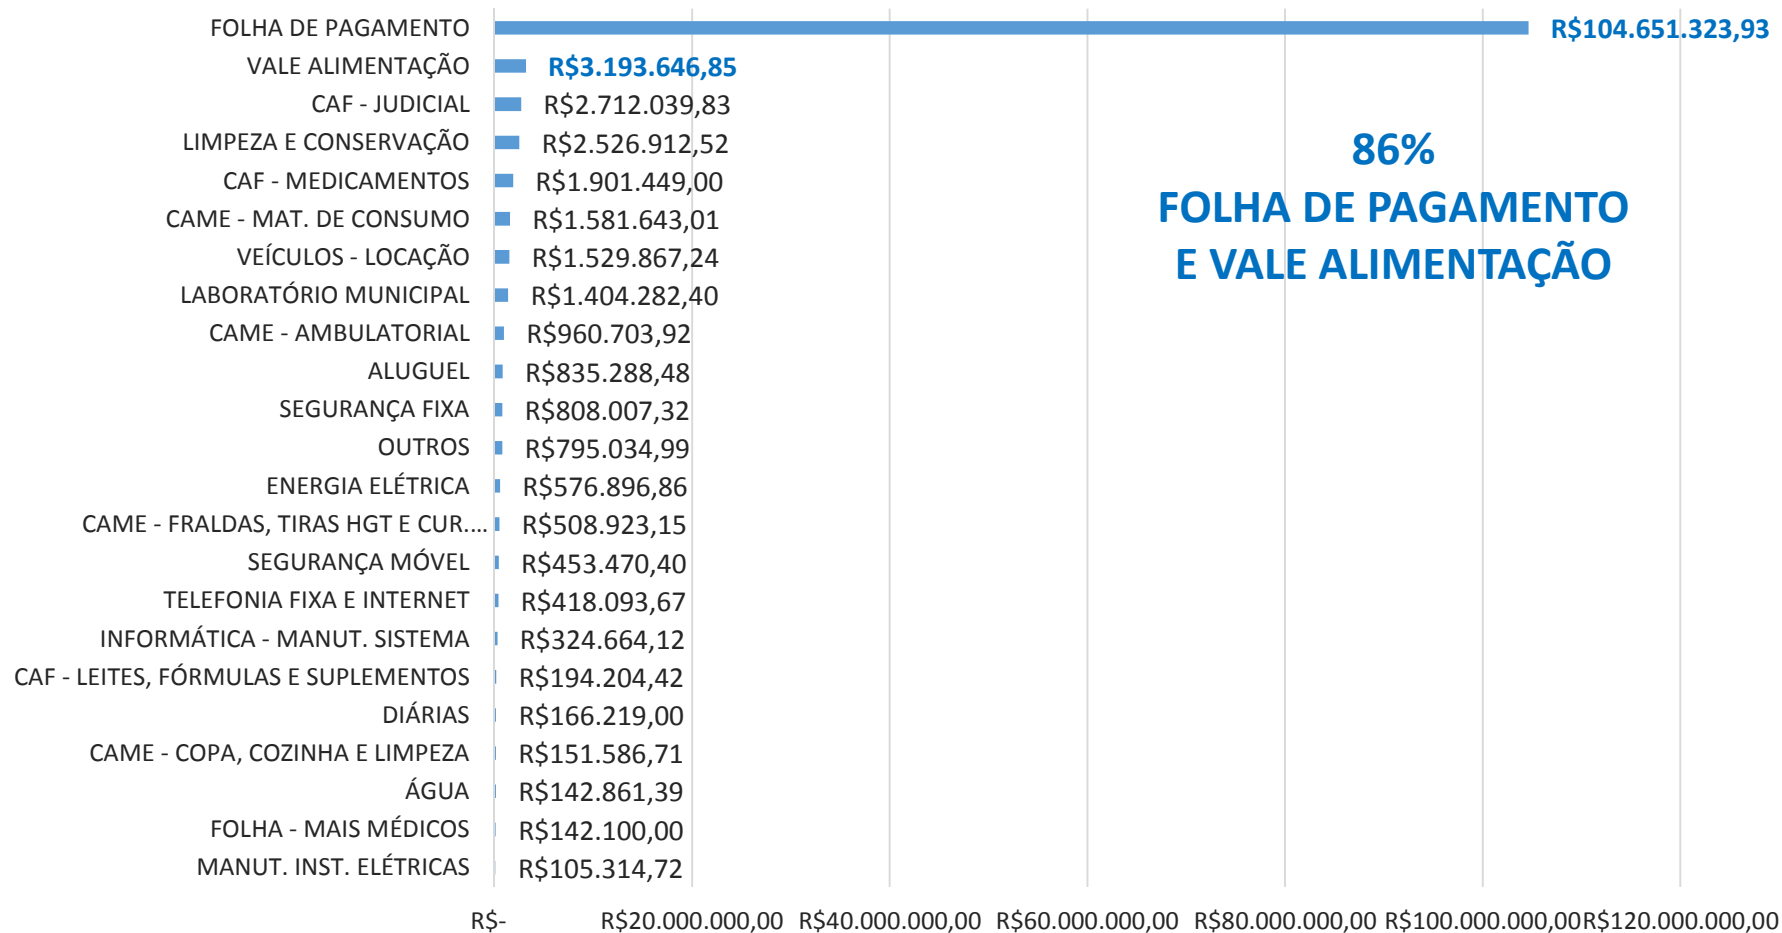 FOLHA DE PAGAMENTO R$104.651.323,93
VALE ALIMENTAÇÃO R$3.193.646,85
CAF - JUDICIAL R$2.712.039,83
LIMPEZA E CONSERVAÇÃO R$2.526.912,52
CAF - MEDICAMENTOS R$1.901.449,00
CAME - MAT. DE CONSUMO R$1.581.643,01
VEÍCULOS - LOCAÇÃO R$1.529.867,24
LABORATÓRIO MUNICIPAL R$1.404.282,40
CAME - AMBULATORIAL R$960.703,92
ALUGUEL R$835.288,48
SEGURANÇA FIXA R$808.007,32
OUTROS R$795.034,99
ENERGIA ELÉTRICA R$576.896,86
CAME - FRALDAS, TIRAS HGT E CUR.... R$508.923,15
SEGURANÇA MÓVEL R$453.470,40
TELEFONIA FIXA E INTERNET R$418.093,67
INFORMÁTICA - MANUT. SISTEMA R$324.664,12
CAF - LEITES, FÓRMULAS E SUPLEMENTOS R$194.204,42
DIÁRIAS R$166.219,00
CAME - COPA, COZINHA E LIMPEZA R$151.586,71
ÁGUA R$142.861,39
FOLHA - MAIS MÉDICOS R$142.100,00
MANUT. INST. ELÉTRICAS R$105.314,72
86%
FOLHA DE PAGAMENTO
E VALE ALIMENTAÇÃO
R$- R$20.000.000,00 R$40.000.000,00 R$60.000.000,00 R$80.000.000,00 R$100.000.000,00 R$120.000.000,00